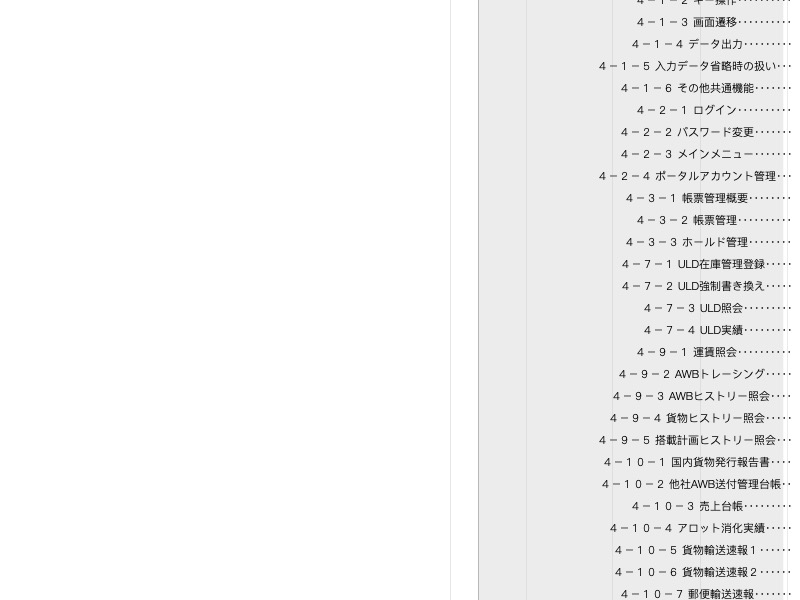 ４－１－２ キー操作
４－１－３ 画面遷移･････････
４－１－４ データ出力･････････
４－１－５ 入力データ省略時の扱い･･･
４－１－６ その他共通機能･･･････
４－２－１ ログイン･･････････
４－２－２ パスワード変更･･･････
４－２－３ メインメニュー･･･････
４－２－４ ポータルアカウント管理･･･
４－３－１ 帳票管理概要････････
４－３－２ 帳票管理･･････････
４－３－３ ホールド管理････････
４－７－１ ULD在庫管理登録･････
４－７－２ ULD強制書き換え･････
４－７－３ ULD照会･････････
４－７－４ ULD実績･････････
４－９－１ 運賃照会･･････････
４－９－２ AWBトレーシング･････
４－９－３ AWBヒストリー照会････
４－９－４ 貨物ヒストリー照会･････
４－９－５ 搭載計画ヒストリー照会･･･
４－１０－１ 国内貨物発行報告書････
４－１０－２ 他社AWB送付管理台帳･･
４－１０－３ 売上台帳･････････
４－１０－４ アロット消化実績･････
４－１０－５ 貨物輸送速報１･･････
４－１０－６ 貨物輸送速報２･･････
４－１０－７ 郵便輸送速報･･･････